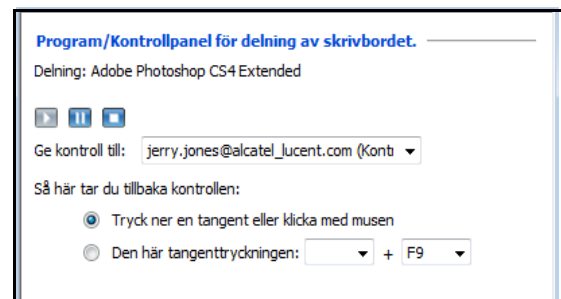 Program/Kontrollpanel för delning av skrivbordet.
Delning: Adobe Photoshop CS4 Extended
Ge kontroll till: jerry.jones@alcatel_lucent.com (Kontı
Så här tar du tillbaka kontrollen:
Tryck ner en tangent eller klicka med musen
Den här tangenttryckningen: + F9